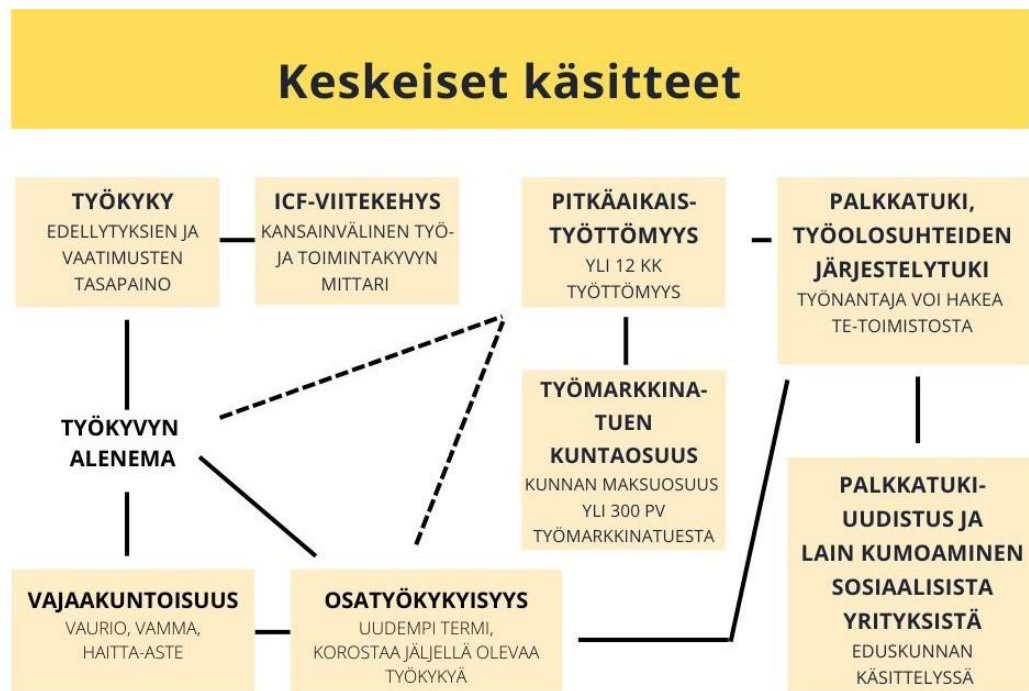 Keskeiset käsitteet
TYÖKYKY
EDELLYTYKSIEN JA
VAATIMUSTEN
TASAPAINO
ICF-VIITEKEHYS
KANSAINVÄLINEN TYÖ-
JA TOIMINTAKYVYN
MITTARI
PITKÄAIKAIS-
TYÖTTÖMYYS
YLI 12 KK
TYÖTTÖMYYS
PALKKATUKI,
TYÖOLOSUHTEIDEN
JÄRJESTELYTUKI
TYÖNANTAJA VOI HAKEA
TE-TOIMISTOSTA
TYÖKYVYN
ALENEMA
TYÖMARKKINA-
TUEN
KUNTAOSUUS
KUNNAN MAKSUOSUUS
YLI 300 PV
TYÖMARKKINATUESTA
PALKKATUKI-
UUDISTUS JA
LAIN KUMOAMINEN
SOSIAALISISTA
YRITYKSISTÄ
EDUSKUNNAN
KÄSITTELYSSÄ
VAJAAKUNTOISUUS
VAURIO, VAMMA,
HAITTA-ASTE
OSATYÖKYKYISYYS
UUDEMPI TERMI,
KOROSTAA JÄLJELLÄ OLEVAA
TYÖKYKYÄ